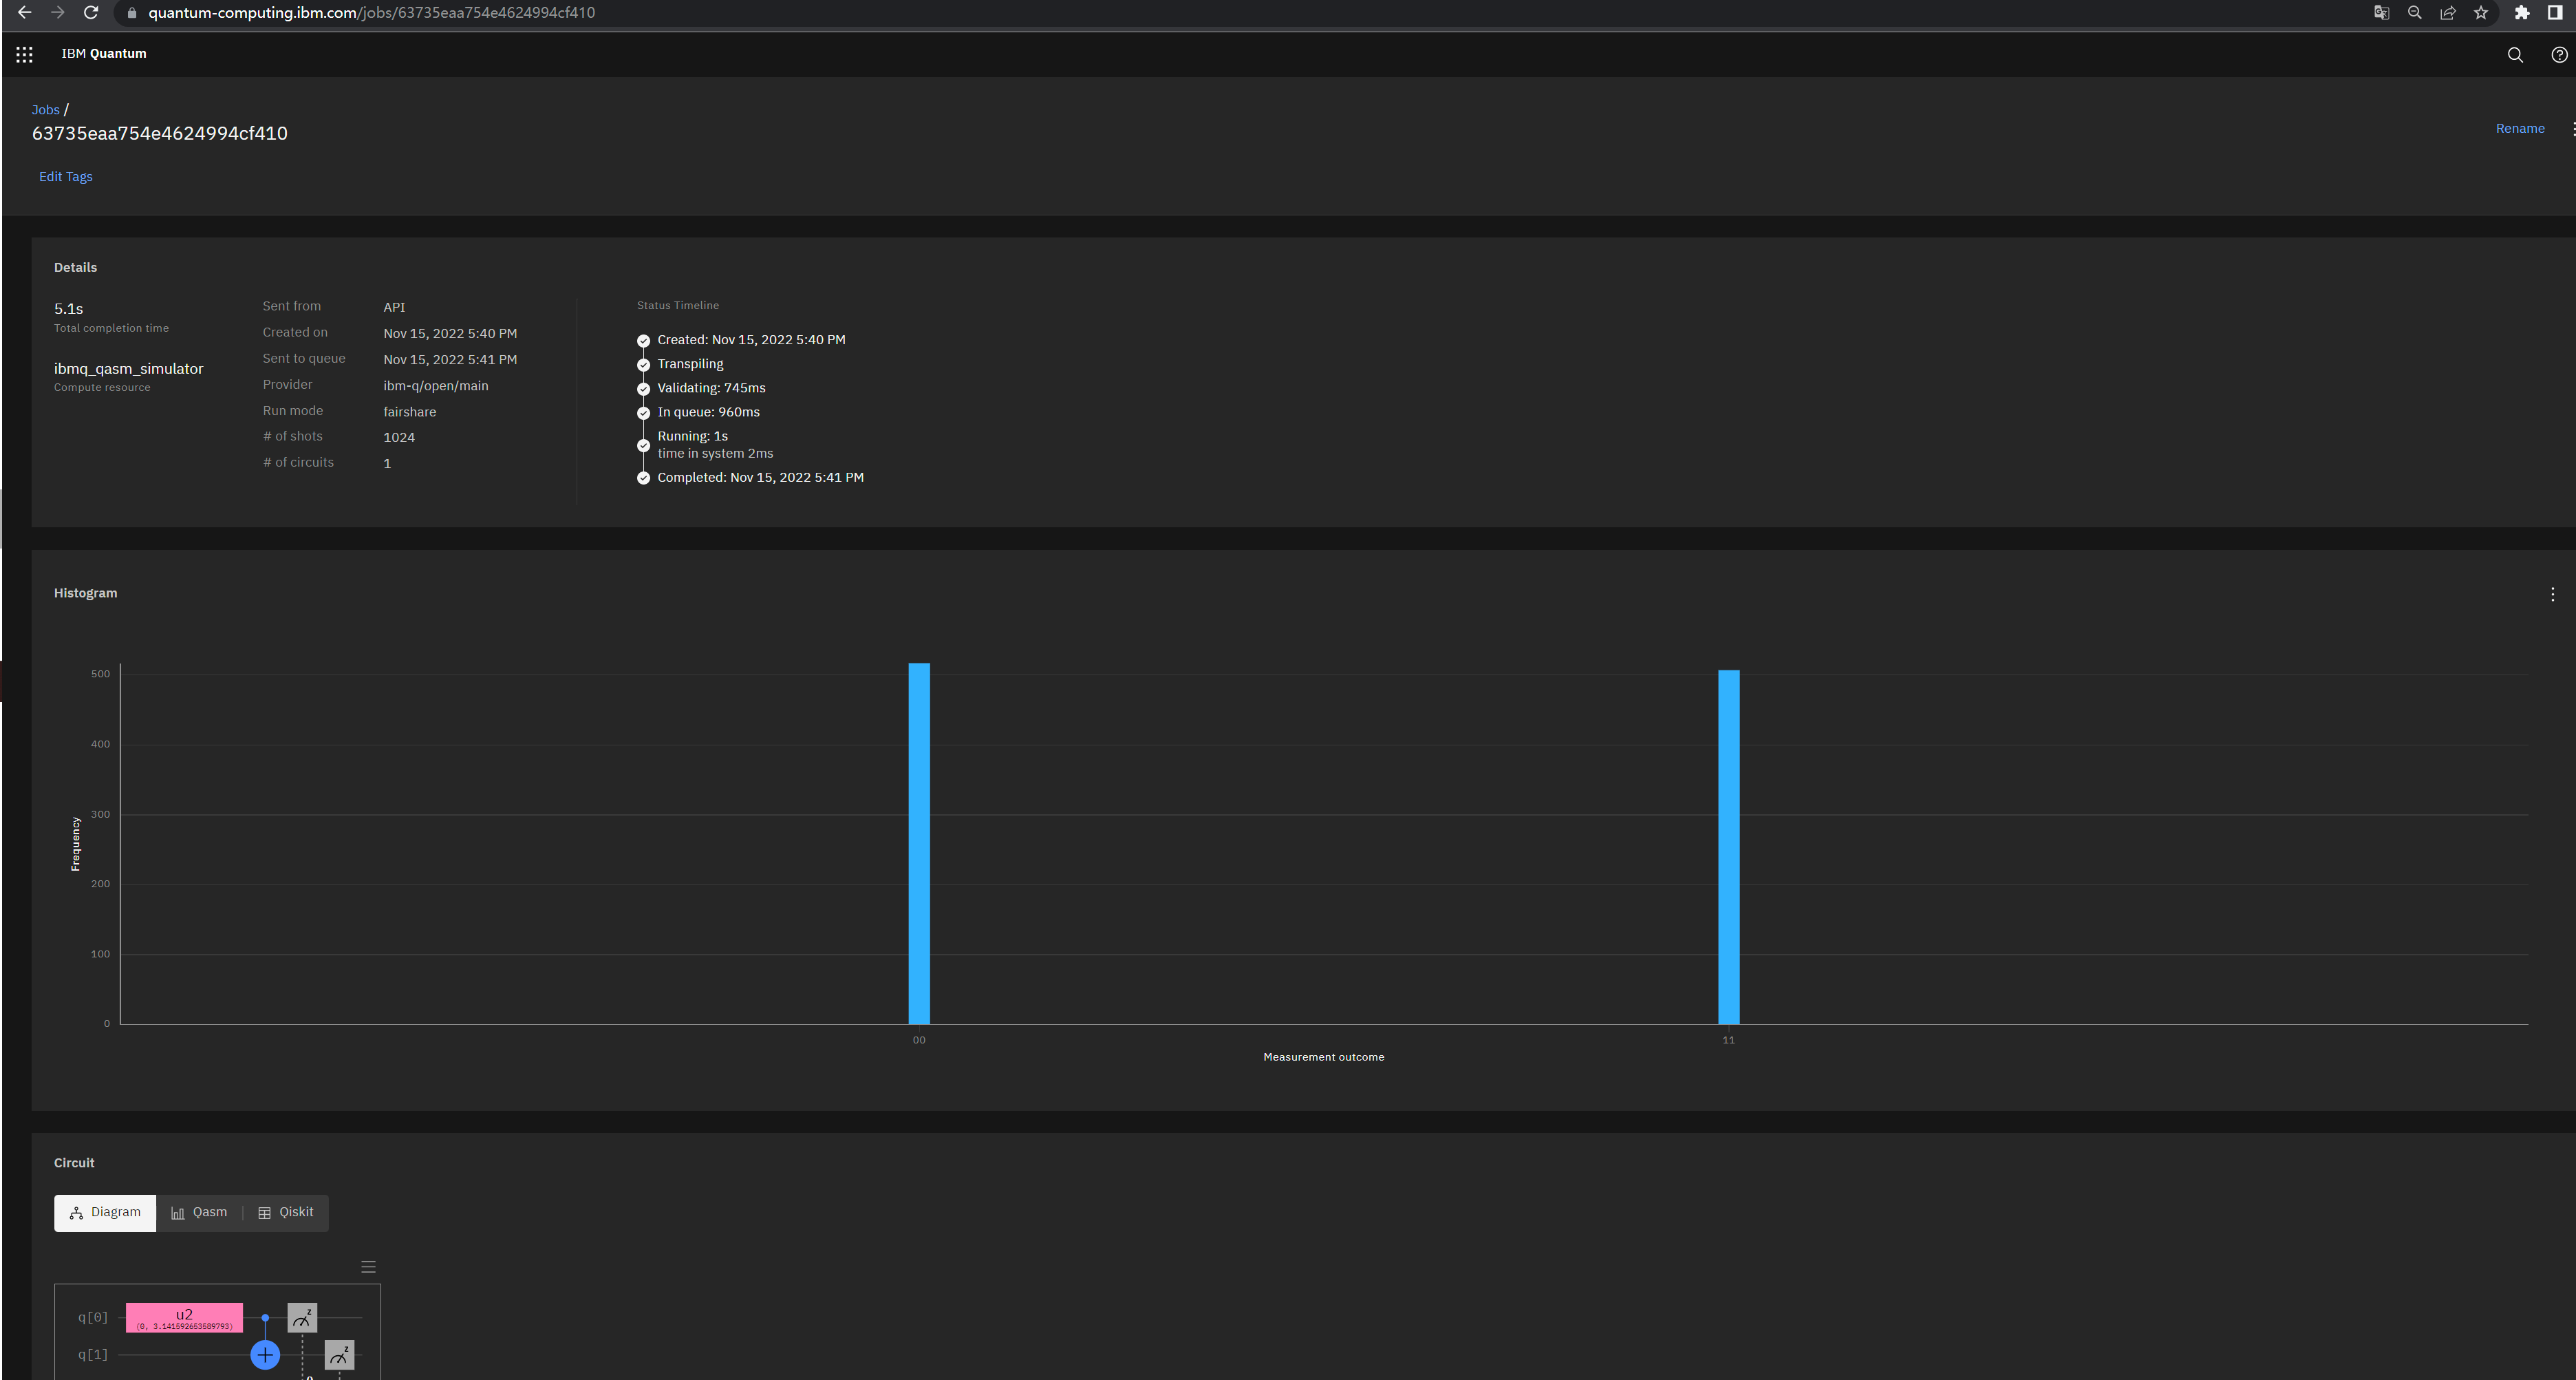 quantum-computing.ibm.com/jobs/63735eaa754e4624994cf410
IBM Quantum
Jobs /
63735eaa754e4624994cf410
Rename
Edit Tags
Details
5.1s
Total completion time
ibmq_qasm_simulator
Compute resource
Sent from API
Created on Nov 15, 2022 5:40 PM
Sent to queue Nov 15, 2022 5:41 PM
Provider ibm-q/open/main
Run mode fairshare
# of shots 1024
# of circuits 1
Status Timeline
Created: Nov 15, 2022 5:40 PM
Transpiling
Validating: 745ms
In queue: 960ms
Running: 1s
time in system 2ms
Completed: Nov 15, 2022 5:41 PM
Histogram
Frequency
500
400
300
200
100
0
00 11
Measurement outcome
Circuit
Diagram Qasm | Qiskit
q[0] u2 z
(0, 3.141592653589793)
q[1] z